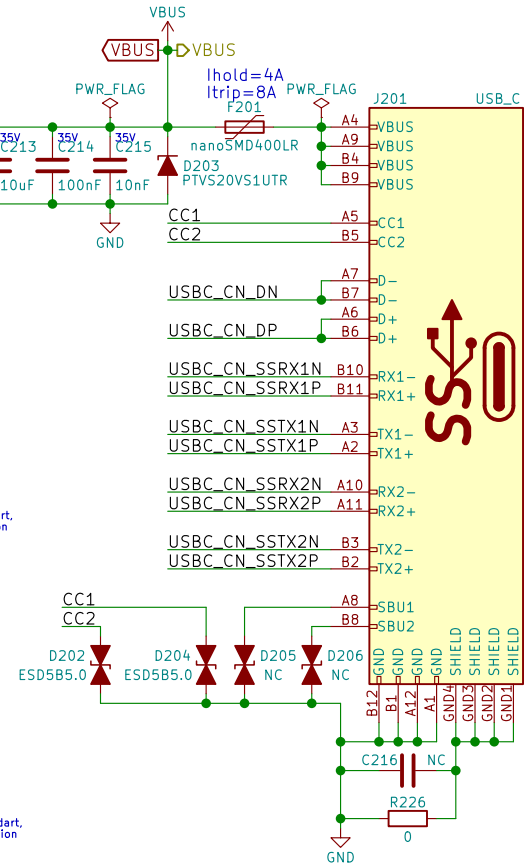 VBUS
VBUS
VBUS
Ihold=4A
Itrip=8A
PWR_FLAG
PWR_FLAG
F201
nanoSMD400LR
J201
USB_C
35V
C213
10uF
35V
C214
100nF
35V
C215
10nF
D203
PTVS20VS1UTR
GND
A4
VBUS
A9
VBUS
B4
VBUS
B9
VBUS
CC1
A5
CC1
CC2
B5
CC2
A7
D-
USBC_CN_DN
B7
D-
A6
D+
USBC_CN_DP
B6
D+
USBC_CN_SSRX1N
B10
RX1-
USBC_CN_SSRX1P
B11
RX1+
USBC_CN_SSTX1N
A3
TX1-
USBC_CN_SSTX1P
A2
TX1+
USBC_CN_SSRX2N
A10
RX2-
USBC_CN_SSRX2P
A11
RX2+
USBC_CN_SSTX2N
B3
TX2-
USBC_CN_SSTX2P
B2
TX2+
SS
rt,
n
CC1
A8
SBU1
CC2
B8
SBU2
D202
ESD5B5.0
D204
ESD5B5.0
D205
NC
D206
NC
GND
GND
GND
GND
SHIELD
SHIELD
SHIELD
SHIELD
B12
B1
A12
A1
GND4
GND3
GND2
GND1
C216
NC
R226
0
GND
dart,
ion